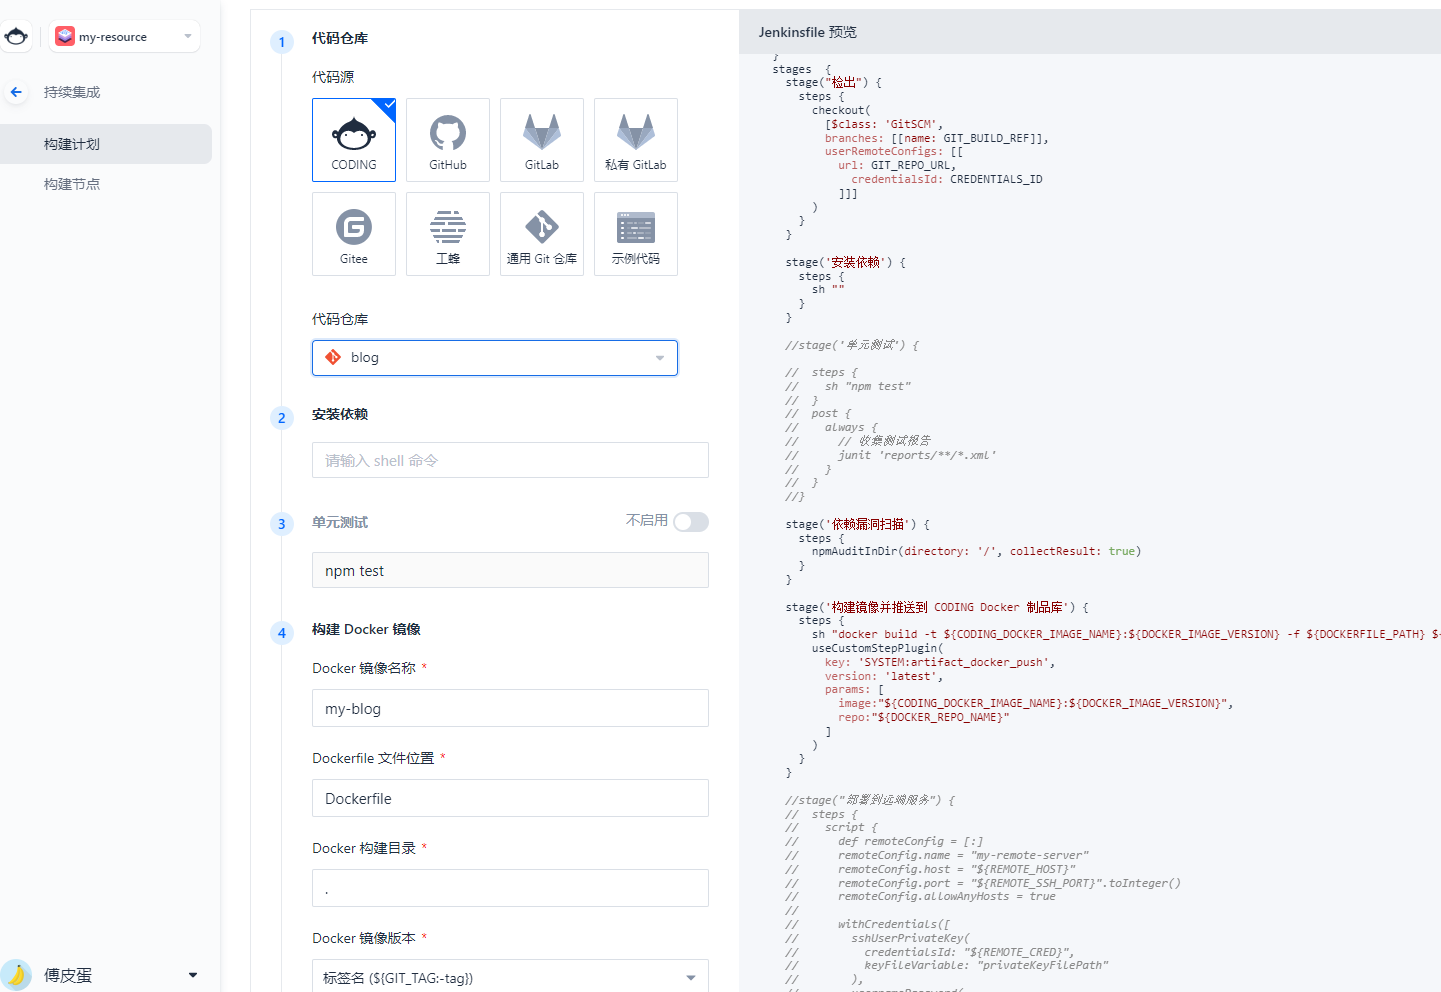 my-resource
持续集成
构建计划
构建节点
傅皮蛋
1
代码仓库
代码源
CODING
GitHub
GitLab
私有 GitLab
Gitee
工蜂
通用 Git 仓库
示例代码
代码仓库
blog
2
安装依赖
请输入 shell 命令
3
单元测试
不启用
npm test
4
构建 Docker 镜像
Docker 镜像名称 *
my-blog
Dockerfile 文件位置 *
Dockerfile
Docker 构建目录 *
.
Docker 镜像版本 *
标签名 (${GIT_TAG:-tag})
Jenkinsfile 预览
}
stages  {
stage("检出") {
steps {
checkout(
[$class: 'GitSCM',
branches: [[name: GIT_BUILD_REF]],
userRemoteConfigs: [[
url: GIT_REPO_URL,
credentialsId: CREDENTIALS_ID
]]]
)
}
}
stage('安装依赖') {
steps {
sh ""
}
}
//stage('单元测试') {
//  steps {
//    sh "npm test"
//  }
//  post {
//    always {
//      // 收集测试报告
//      junit 'reports/**/*.xml'
//    }
//  }
//}
stage('依赖漏洞扫描') {
steps {
npmAuditInDir(directory: '/', collectResult: true)
}
}
stage('构建镜像并推送到 CODING Docker 制品库') {
steps {
sh "docker build -t ${CODING_DOCKER_IMAGE_NAME}:${DOCKER_IMAGE_VERSION} -f ${DOCKERFILE_PATH} $
useCustomStepPlugin(
key: 'SYSTEM:artifact_docker_push',
version: 'latest',
params: [
image:"${CODING_DOCKER_IMAGE_NAME}:${DOCKER_IMAGE_VERSION}",
repo:"${DOCKER_REPO_NAME}"
]
)
}
}
//stage("部署到远端服务") {
//  steps {
//    script {
//      def remoteConfig = [:]
//      remoteConfig.name = "my-remote-server"
//      remoteConfig.host = "${REMOTE_HOST}"
//      remoteConfig.port = "${REMOTE_SSH_PORT}".toInteger()
//      remoteConfig.allowAnyHosts = true
//
//      withCredentials([
//        sshUserPrivateKey(
//          credentialsId: "${REMOTE_CRED}",
//          keyFileVariable: "privateKeyFilePath"
//        ),
//        usernamePassword(